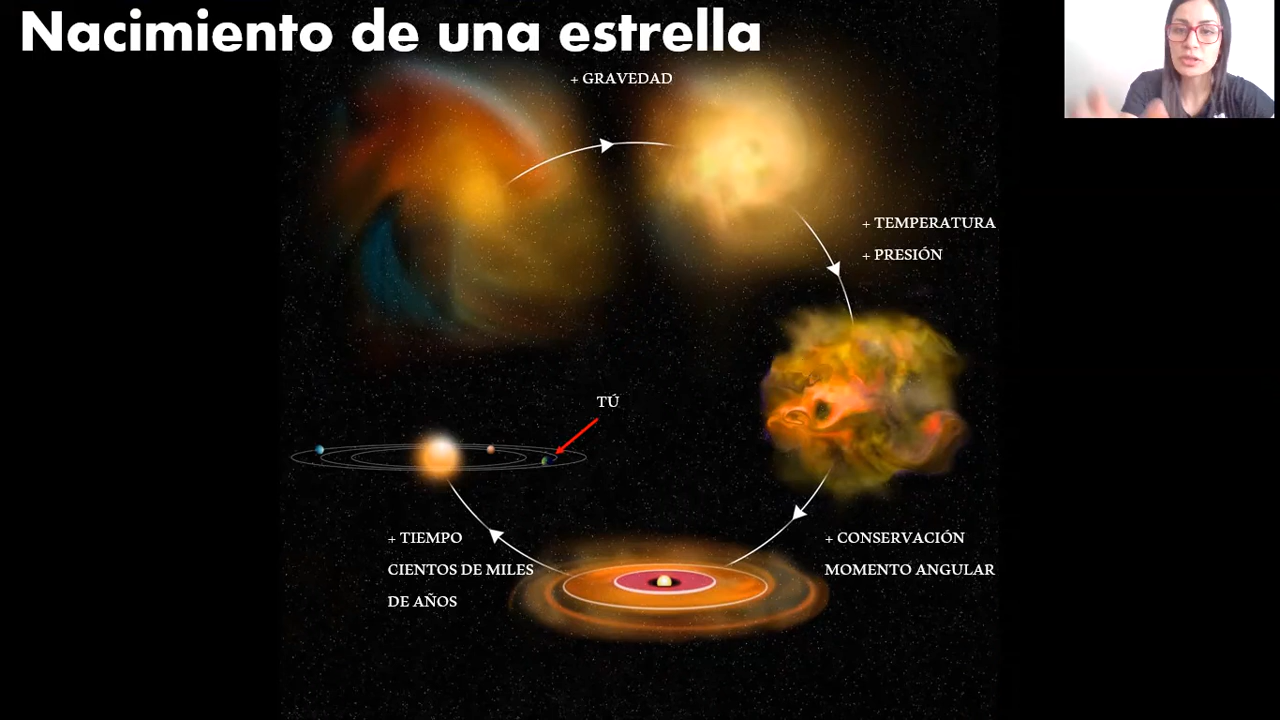 Nacimiento de una estrella
+ GRAVEDAD
+ TEMPERATURA
+ PRESIÓN
TÚ
+ CONSERVACIÓN
MOMENTO ANGULAR
+ TIEMPO
CIENTOS DE MILES
DE AÑOS